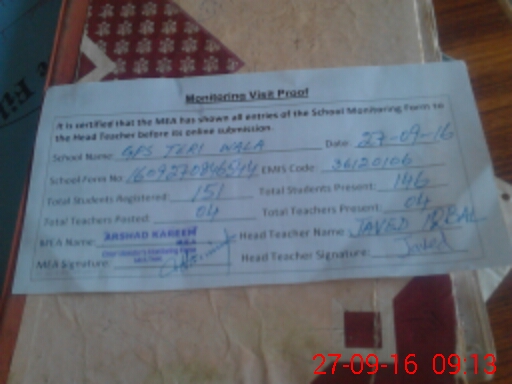 Monitoring Visit Proof
It is certified that the MEA has shown all entries of the School Monitoring Form to
the Head Teacher before its online submission.
School Name: GPS TERI WALA Date: 27-09-16
School Form No: EMIS Code: 36120106
Total Students Registered: 151 Total Students Present: 146
Total Teachers Posted: 04 Total Teachers Present: 04
MEA Name: ARSHAD KAREEM Head Teacher Name: JAVED IQBAL
MEA Signature: Head Teacher Signature: Javed
27-09-16 09:13